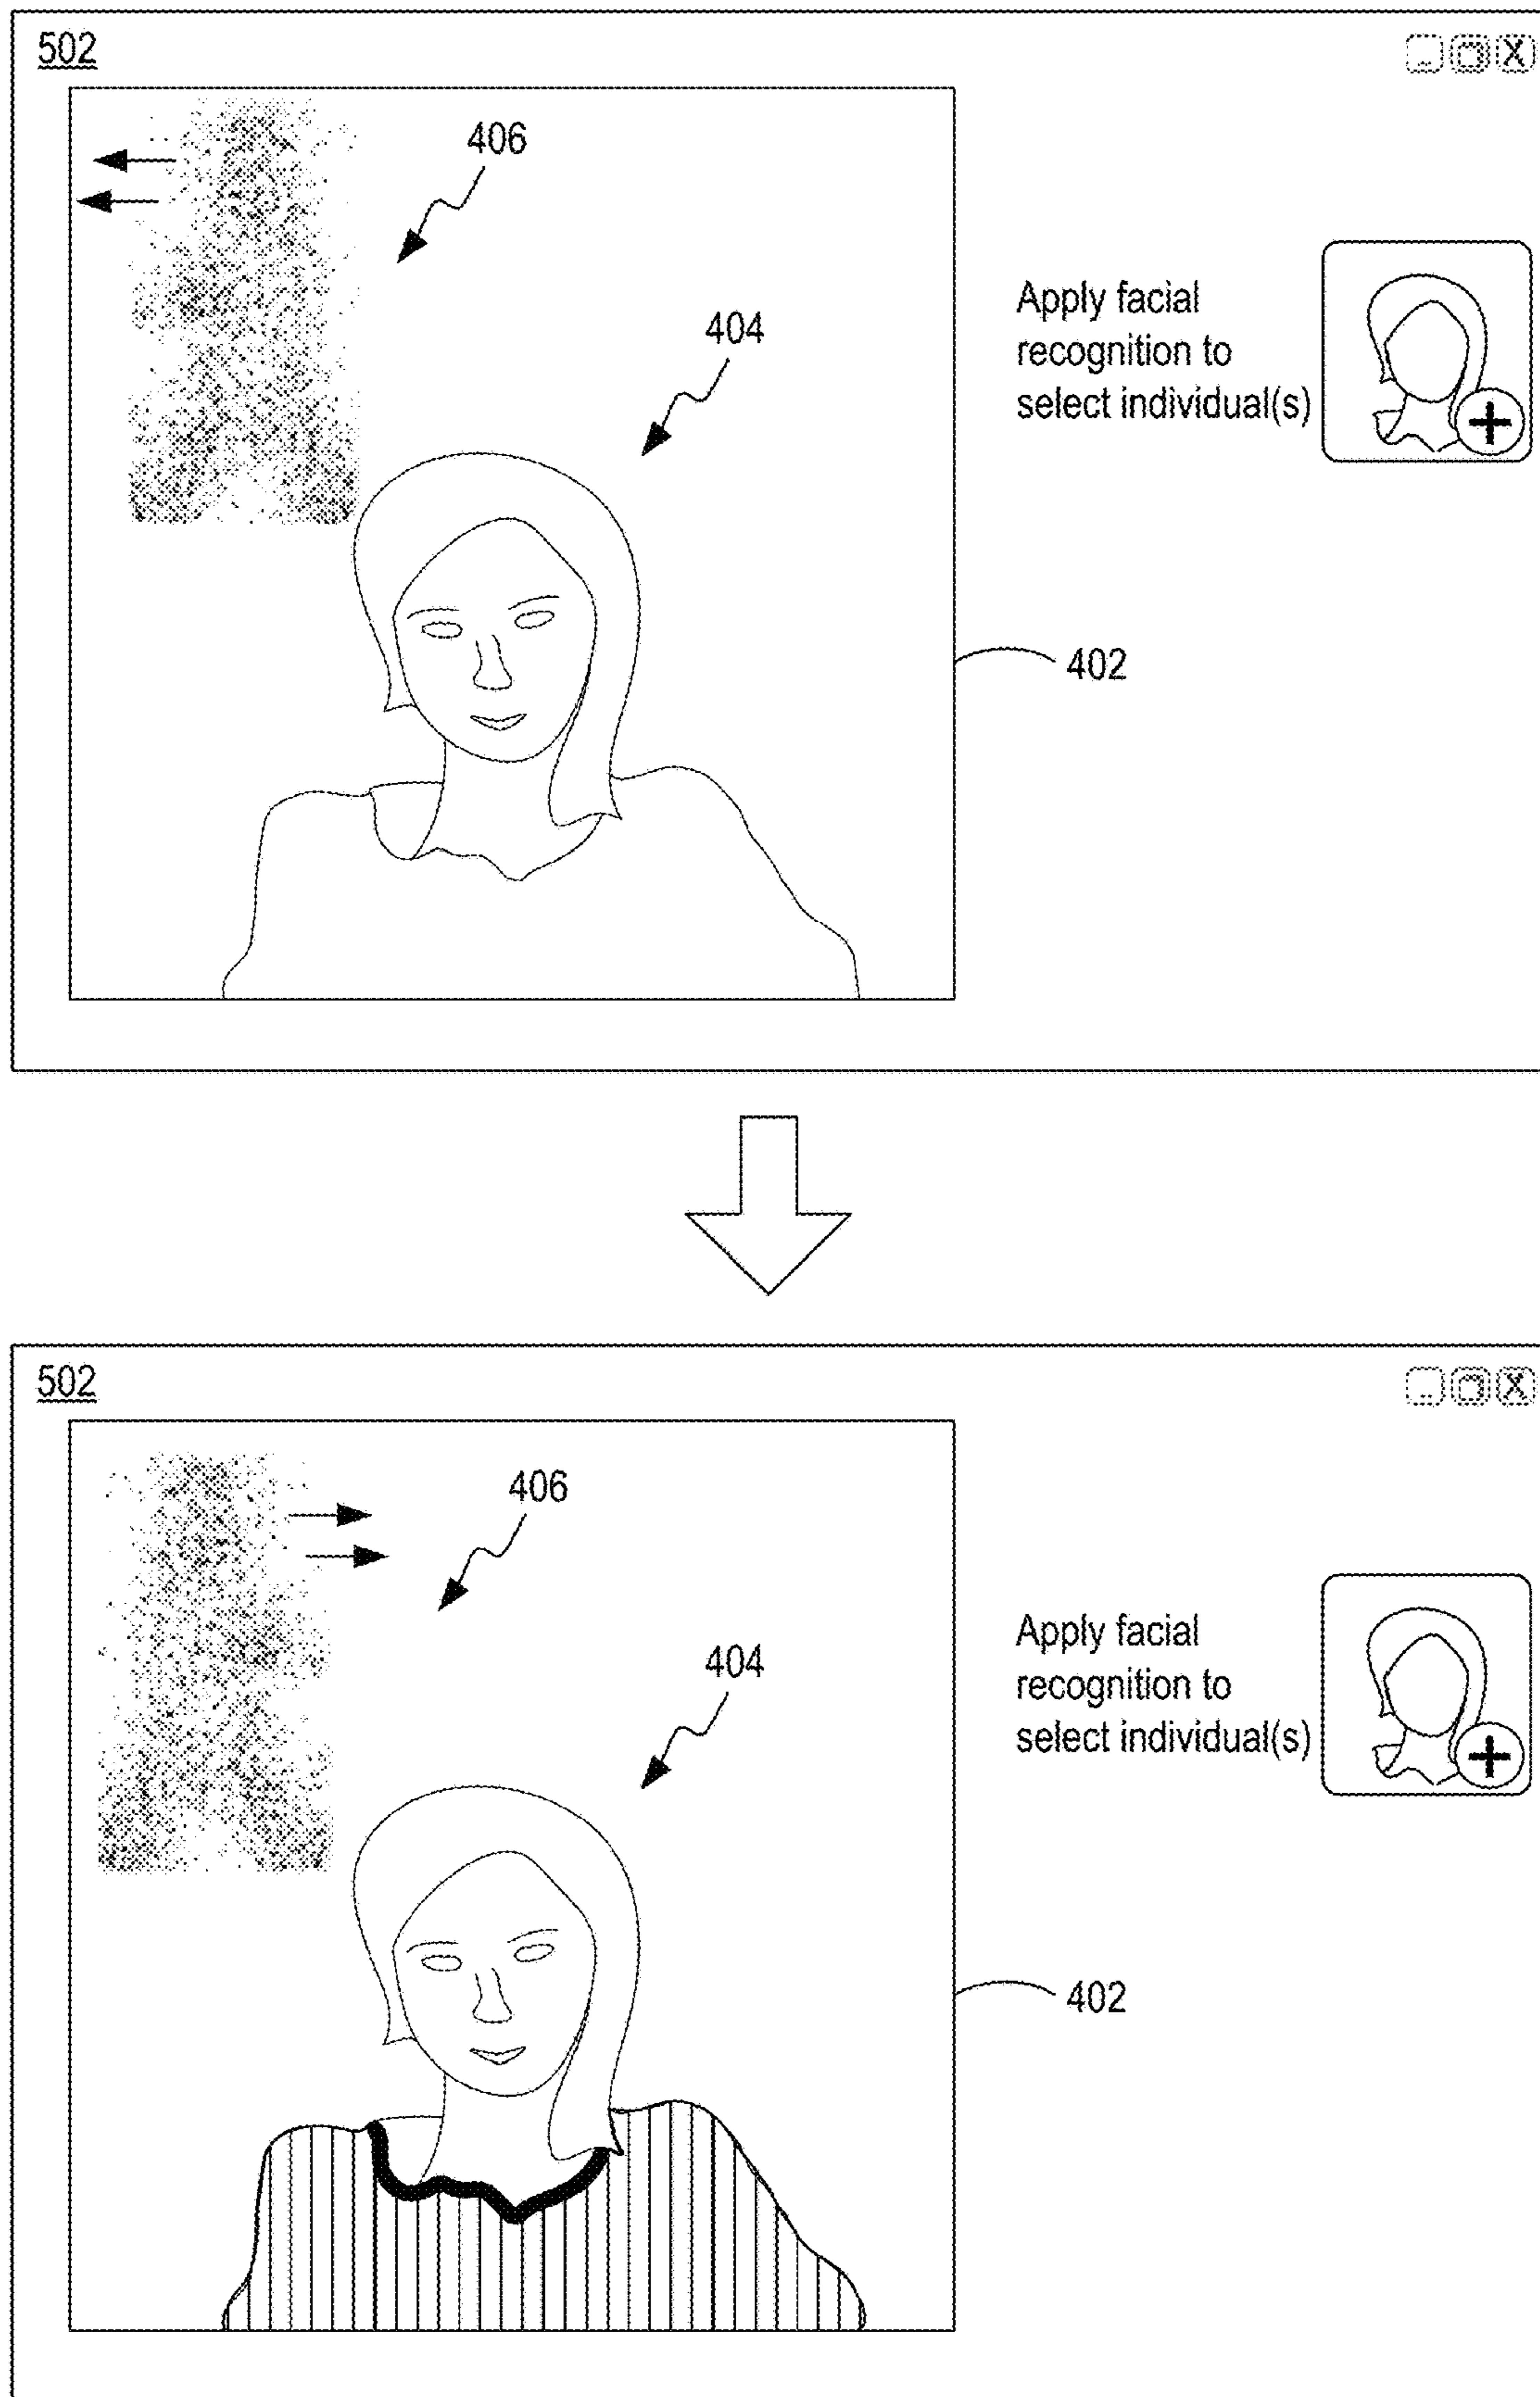 502
X
406
404
Apply facial
recognition to
select individual(s)
402
502
X
406
404
Apply facial
recognition to
select individual(s)
402